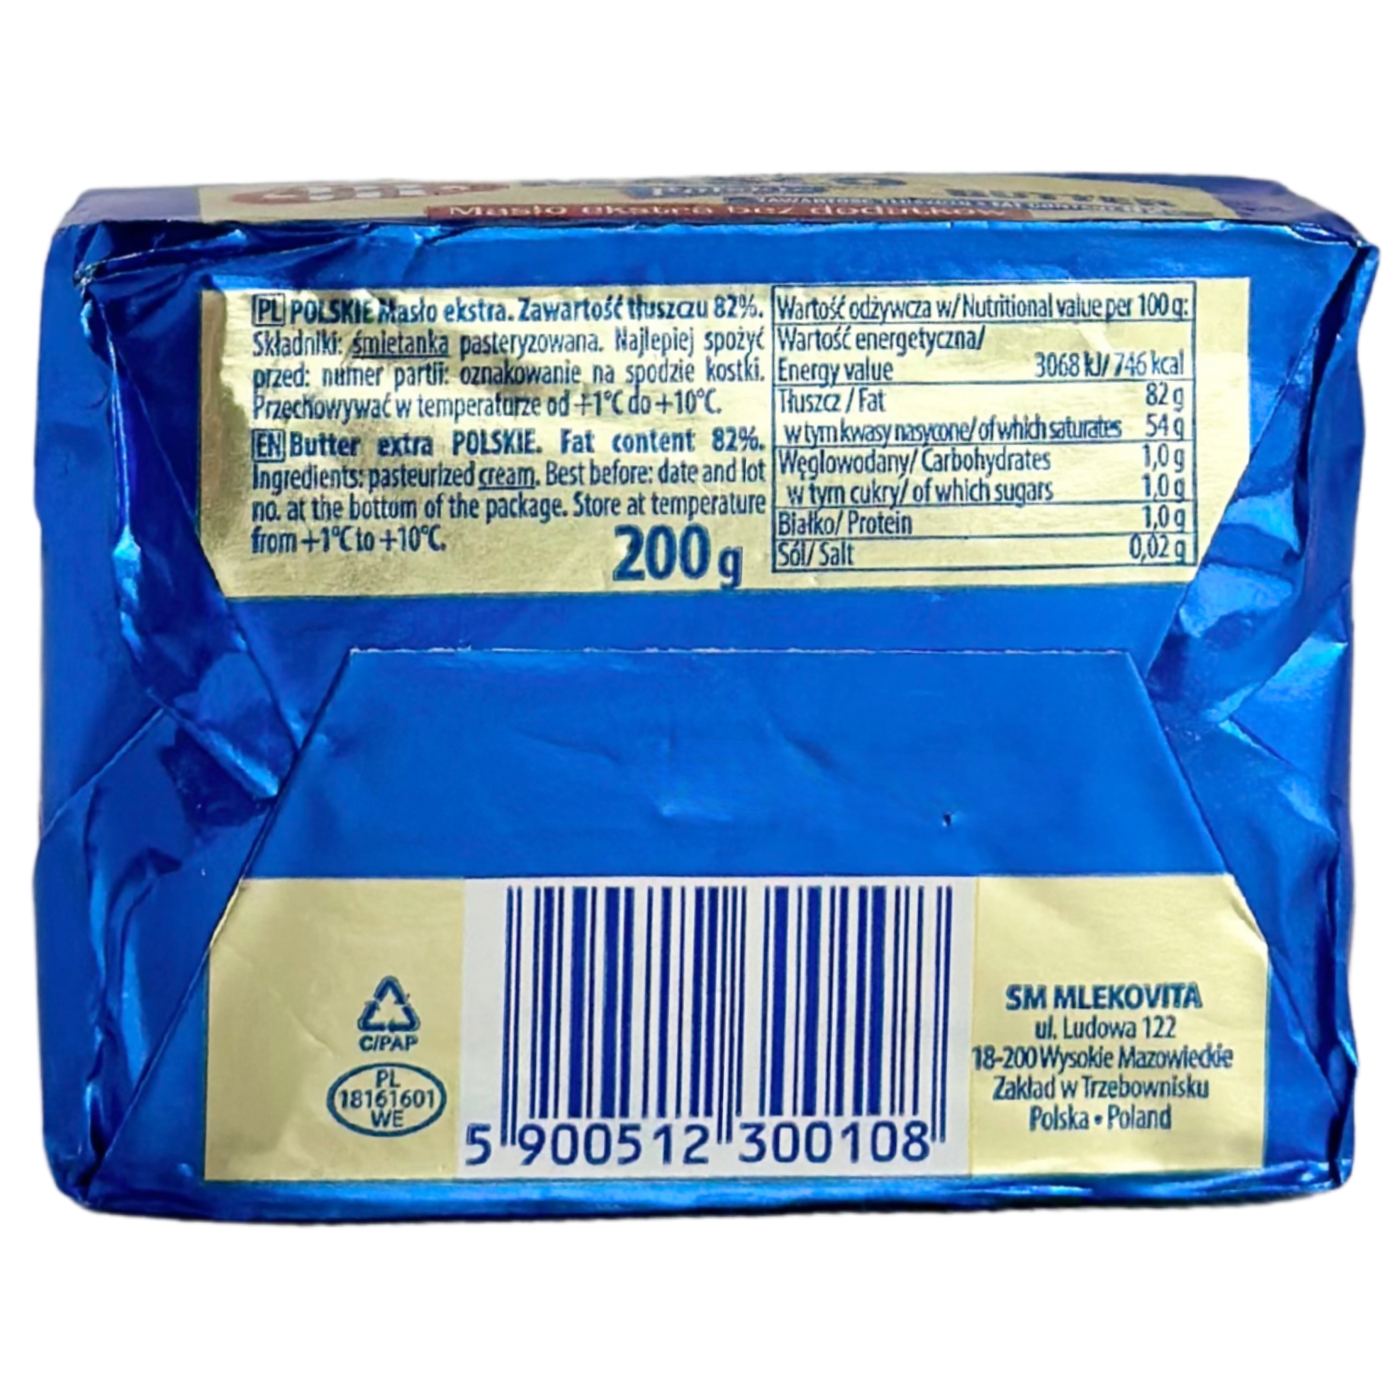 Masło ekstra bez dodatków
PL POLSKIE Masło ekstra. Zawartość tłuszczu 82%.
Składniki: śmietanka pasteryzowana. Najlepiej spożyć
przed: numer partii: oznakowanie na spodzie kostki.
Przechowywać w temperaturze od +1°C do +10°C.
EN Butter extra POLSKIE. Fat content 82%.
Ingredients: pasteurized cream. Best before: date and lot
no. at the bottom of the package. Store at temperature
from +1°C to +10°C.
200 g
Wartość odżywcza w/ Nutritional value per 100 g:
Wartość energetyczna/
Energy value 3068 kJ/ 746 kcal
Tłuszcz / Fat 82 g
w tym kwasy nasycone/ of which saturates 54 g
Węglowodany/ Carbohydrates 1,0 g
w tym cukry/ of which sugars 1,0 g
Białko/ Protein 1,0 g
Sól/ Salt 0,02 g
C/PAP
PL
18161601
WE
5 900512 300108
SM MLEKOVITA
ul. Ludowa 122
18-200 Wysokie Mazowieckie
Zakład w Trzebownisku
Polska • Poland